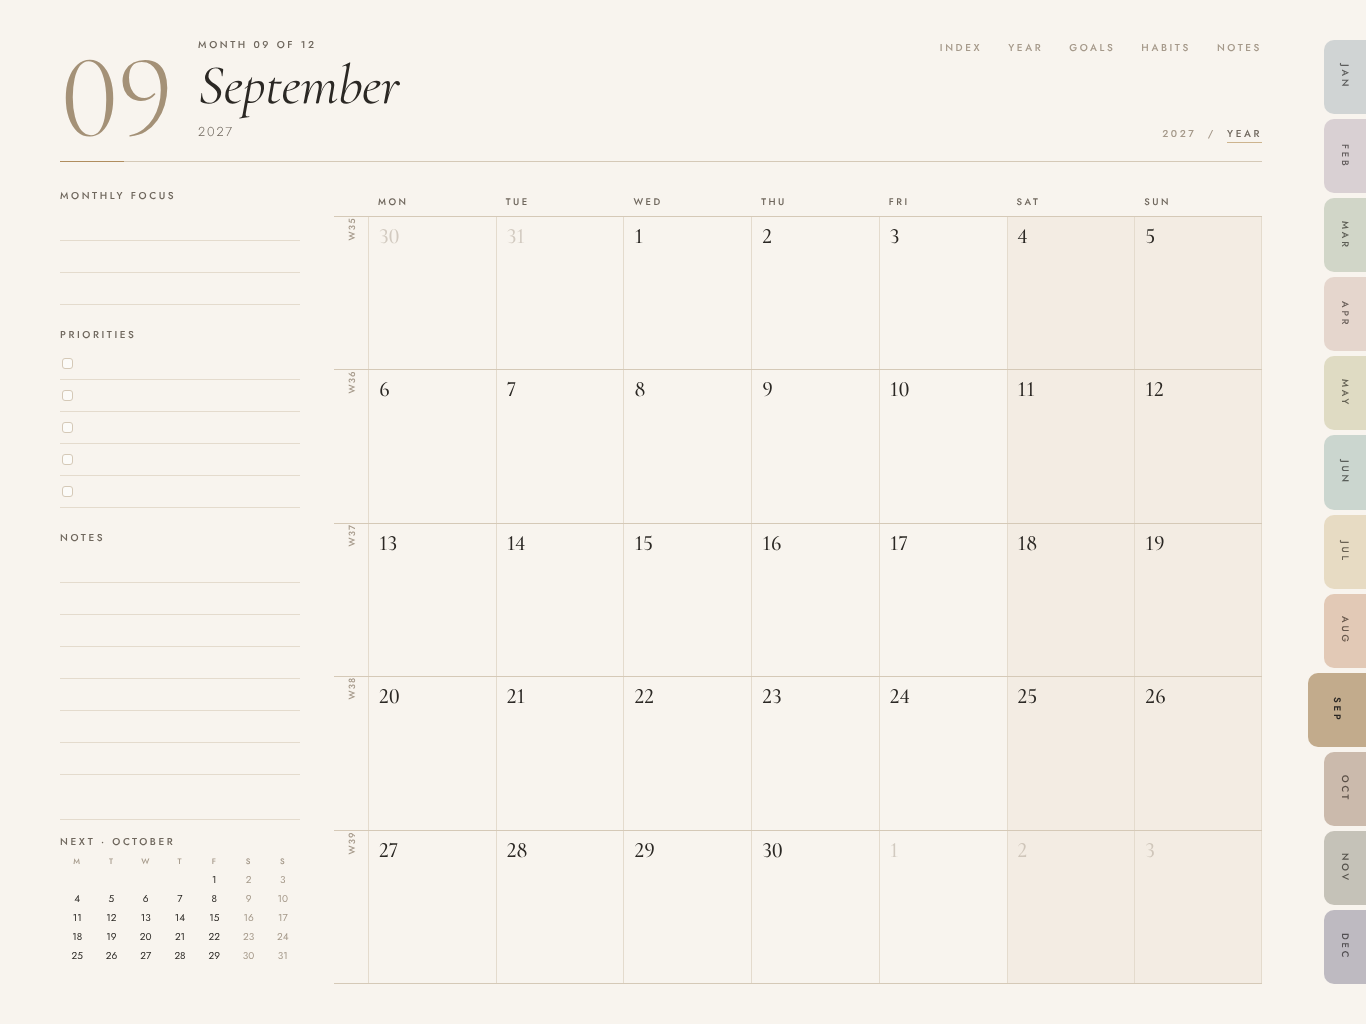 09
MONTH 09 OF 12
September
2027
INDEX YEAR GOALS HABITS NOTES
2027 / YEAR
MONTHLY FOCUS
PRIORITIES
NOTES
NEXT · OCTOBER
M T W T F S S
1 2 3
4 5 6 7 8 9 10
11 12 13 14 15 16 17
18 19 20 21 22 23 24
25 26 27 28 29 30 31
MON TUE WED THU FRI SAT SUN
W35 30 31 1 2 3 4 5
W36 6 7 8 9 10 11 12
W37 13 14 15 16 17 18 19
W38 20 21 22 23 24 25 26
W39 27 28 29 30 1 2 3
JAN
FEB
MAR
APR
MAY
JUN
JUL
AUG
SEP
OCT
NOV
DEC